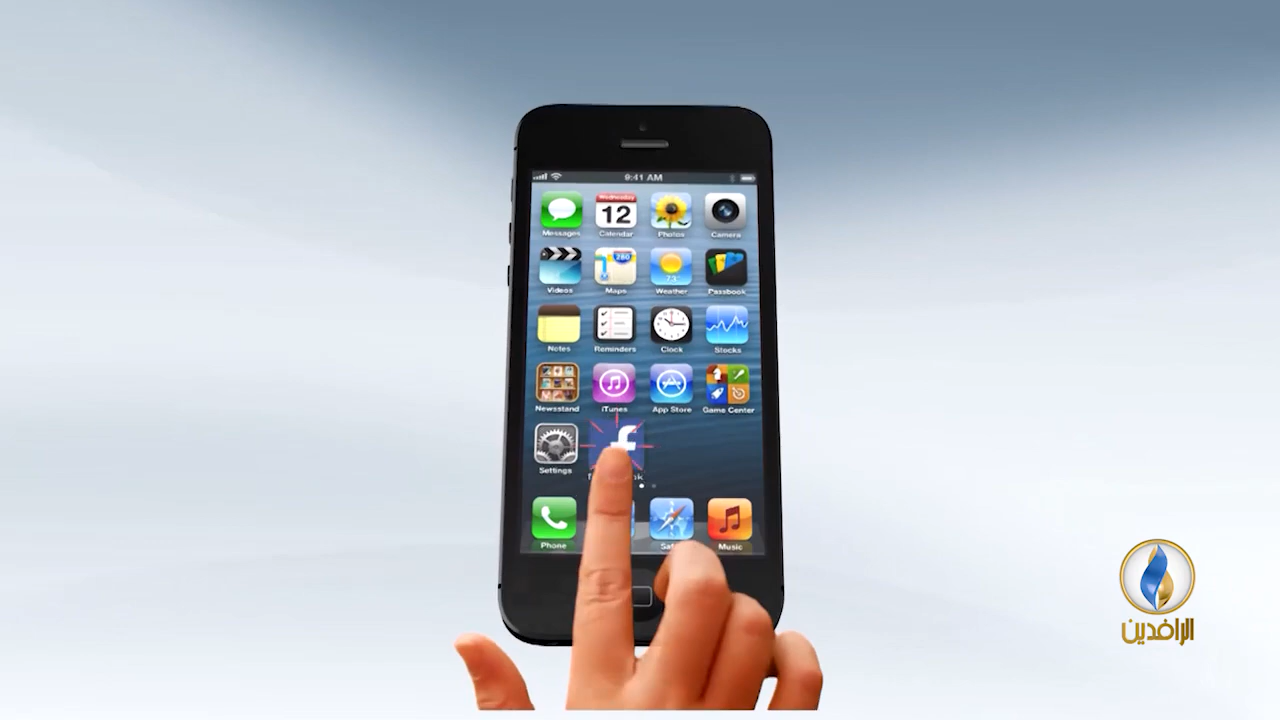 9:41 AM
Wednesday
12
Messages Calendar Photos Camera
280
73°
Videos Maps Weather Passbook
Notes Reminders Clock Stocks
Newsstand iTunes App Store Game Center
f
Settings
Phone Music
الرافدين